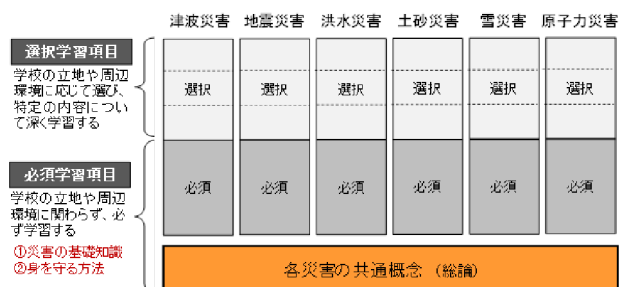 津波災害 地震災害 洪水災害 土砂災害 雪災害 原子力災害
選択学習項目
学校の立地や周辺
環境に応じて選び、
特定の内容につい
て深く学習する
選択 選択 選択 選択 選択 選択
必須学習項目
学校の立地や周辺
環境に関わらず、必
ず学習する
①災害の基礎知識
②身を守る方法
必須 必須 必須 必須 必須 必須
各災害の共通概念 (総論)